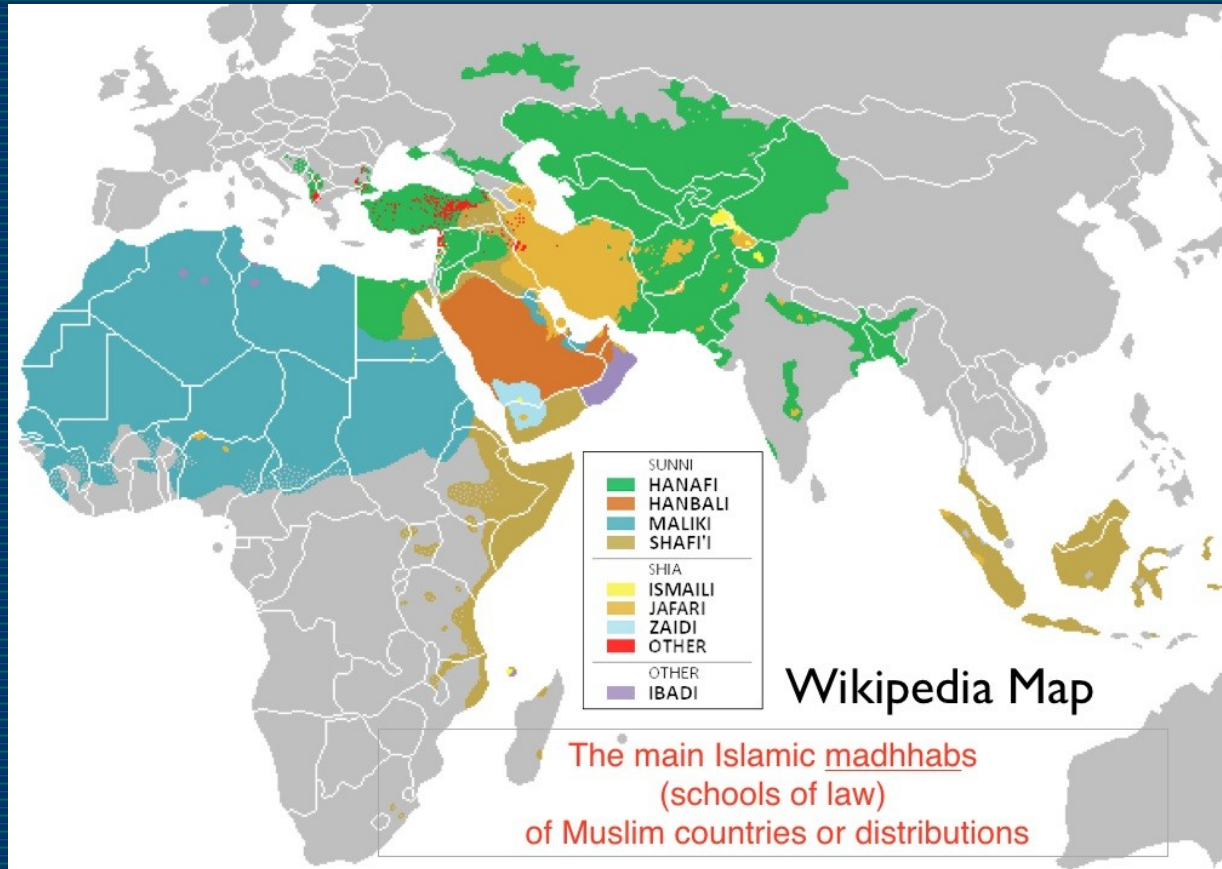 SUNNI
HANAFI
HANBALI
MALIKI
SHAFI'I
SHIA
ISMAILI
JAFARI
ZAIDI
OTHER
OTHER
IBADI
Wikipedia Map
The main Islamic madhhabs
(schools of law)
of Muslim countries or distributions